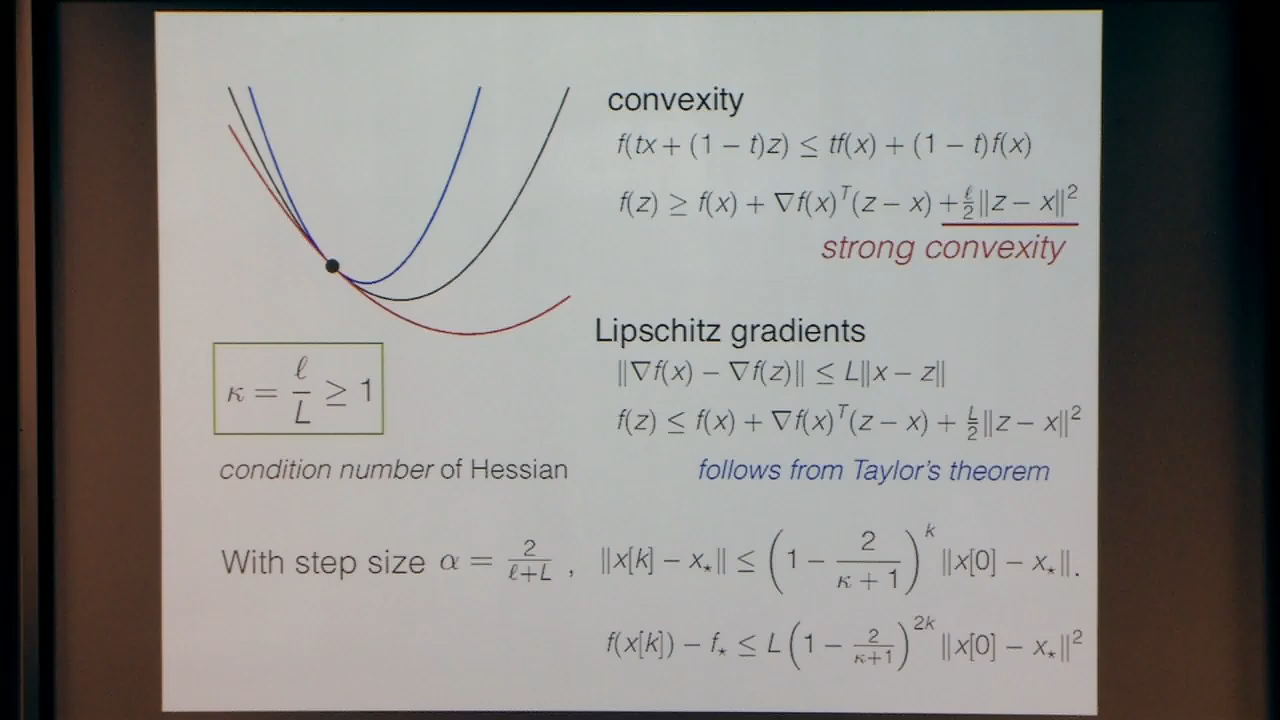 convexity
f(tx + (1 − t)z) ≤ tf(x) + (1 − t)f(x)
f(z) ≥ f(x) + ∇f(x)ᵀ(z − x) + ℓ/2‖z − x‖²
strong convexity
Lipschitz gradients
‖∇f(x) − ∇f(z)‖ ≤ L‖x − z‖
f(z) ≤ f(x) + ∇f(x)ᵀ(z − x) + L/2‖z − x‖²
follows from Taylor's theorem
κ = ℓ/L ≥ 1
condition number of Hessian
With step size α = 2/(ℓ+L) , ‖x[k] − x⋆‖ ≤ (1 − 2/(κ + 1))ᵏ ‖x[0] − x⋆‖.
f(x[k]) − f⋆ ≤ L (1 − 2/(κ+1))²ᵏ ‖x[0] − x⋆‖²